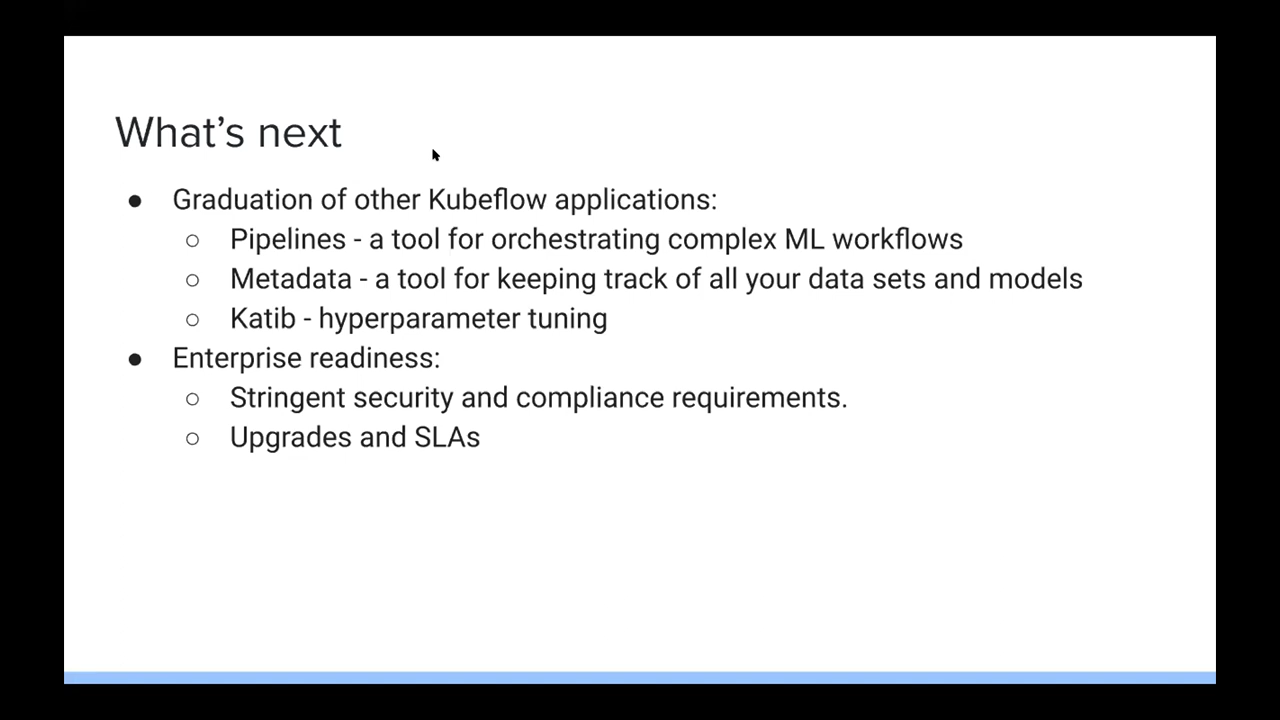 What's next
● Graduation of other Kubeflow applications:
○ Pipelines - a tool for orchestrating complex ML workflows
○ Metadata - a tool for keeping track of all your data sets and models
○ Katib - hyperparameter tuning
● Enterprise readiness:
○ Stringent security and compliance requirements.
○ Upgrades and SLAs